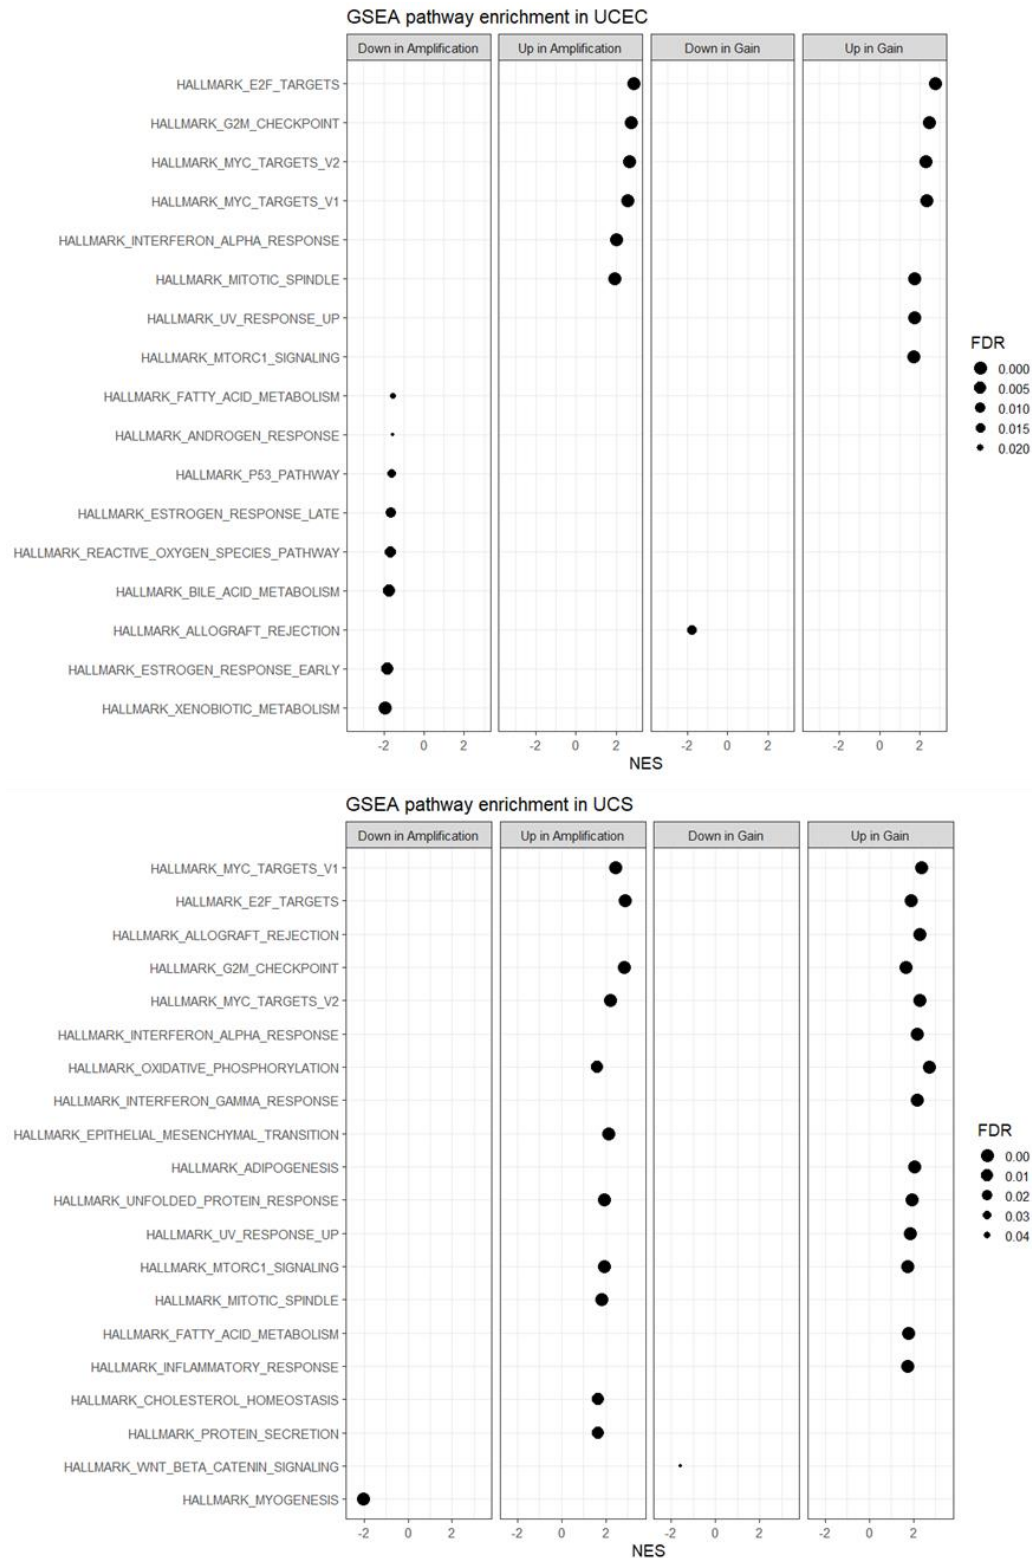 GSEA pathway enrichment in UCEC
Down in Amplification Up in Amplification Down in Gain Up in Gain
HALLMARK_E2F_TARGETS
HALLMARK_G2M_CHECKPOINT
HALLMARK_MYC_TARGETS_V2
HALLMARK_MYC_TARGETS_V1
HALLMARK_INTERFERON_ALPHA_RESPONSE
HALLMARK_MITOTIC_SPINDLE
HALLMARK_UV_RESPONSE_UP
HALLMARK_MTORC1_SIGNALING
HALLMARK_FATTY_ACID_METABOLISM
HALLMARK_ANDROGEN_RESPONSE
HALLMARK_P53_PATHWAY
HALLMARK_ESTROGEN_RESPONSE_LATE
HALLMARK_REACTIVE_OXYGEN_SPECIES_PATHWAY
HALLMARK_BILE_ACID_METABOLISM
HALLMARK_ALLOGRAFT_REJECTION
HALLMARK_ESTROGEN_RESPONSE_EARLY
HALLMARK_XENOBIOTIC_METABOLISM
-2 0 2 -2 0 2 -2 0 2 -2 0 2
NES
FDR
0.000
0.005
0.010
0.015
0.020
GSEA pathway enrichment in UCS
Down in Amplification Up in Amplification Down in Gain Up in Gain
HALLMARK_MYC_TARGETS_V1
HALLMARK_E2F_TARGETS
HALLMARK_ALLOGRAFT_REJECTION
HALLMARK_G2M_CHECKPOINT
HALLMARK_MYC_TARGETS_V2
HALLMARK_INTERFERON_ALPHA_RESPONSE
HALLMARK_OXIDATIVE_PHOSPHORYLATION
HALLMARK_INTERFERON_GAMMA_RESPONSE
HALLMARK_EPITHELIAL_MESENCHYMAL_TRANSITION
HALLMARK_ADIPOGENESIS
HALLMARK_UNFOLDED_PROTEIN_RESPONSE
HALLMARK_UV_RESPONSE_UP
HALLMARK_MTORC1_SIGNALING
HALLMARK_MITOTIC_SPINDLE
HALLMARK_FATTY_ACID_METABOLISM
HALLMARK_INFLAMMATORY_RESPONSE
HALLMARK_CHOLESTEROL_HOMEOSTASIS
HALLMARK_PROTEIN_SECRETION
HALLMARK_WNT_BETA_CATENIN_SIGNALING
HALLMARK_MYOGENESIS
-2 0 2 -2 0 2 -2 0 2 -2 0 2
NES
FDR
0.00
0.01
0.02
0.03
0.04